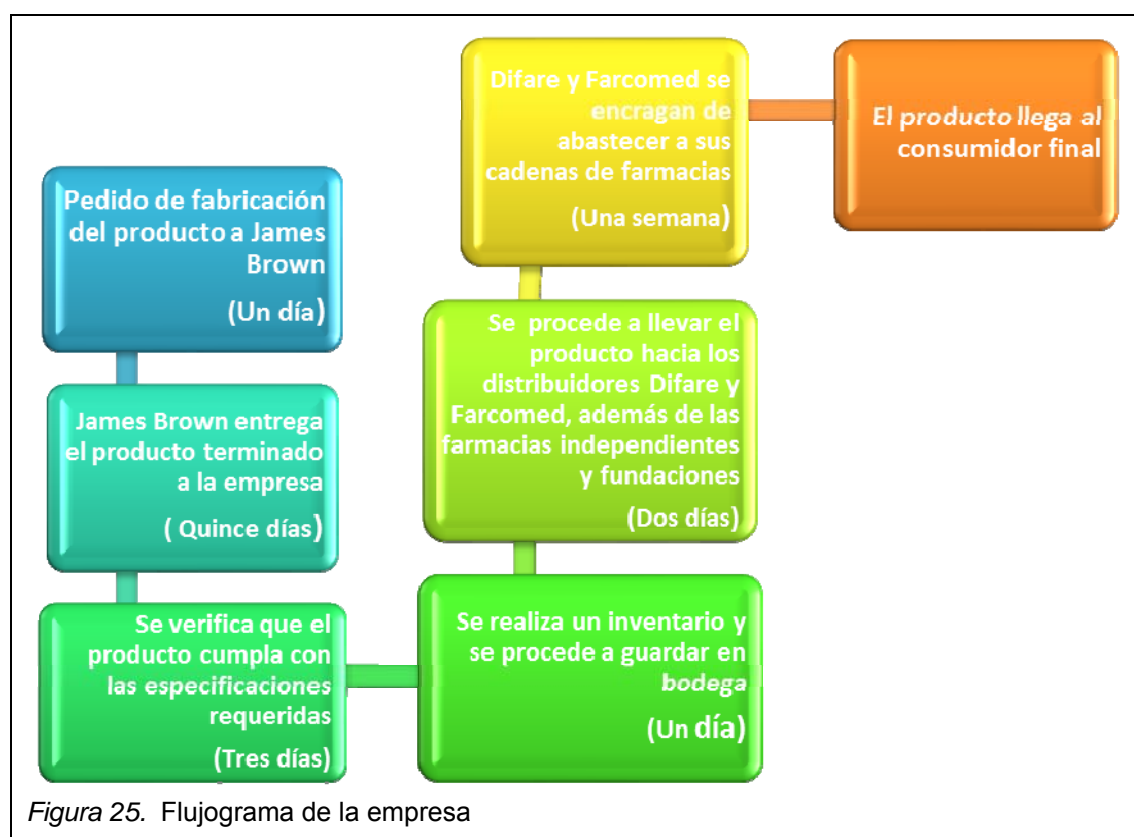 Pedido de fabricación
del producto a James
Brown
(Un día)
James Brown entrega
el producto terminado
a la empresa
( Quince días)
Se verifica que el
producto cumpla con
las especificaciones
requeridas
(Tres días)
Se realiza un inventario y
se procede a guardar en
bodega
(Un día)
Se procede a llevar el
producto hacia los
distribuidores Difare y
Farcomed, además de las
farmacias independientes
y fundaciones
(Dos días)
Difare y Farcomed se
encragan de
abastecer a sus
cadenas de farmacias
(Una semana)
El producto llega al
consumidor final
Figura 25. Flujograma de la empresa